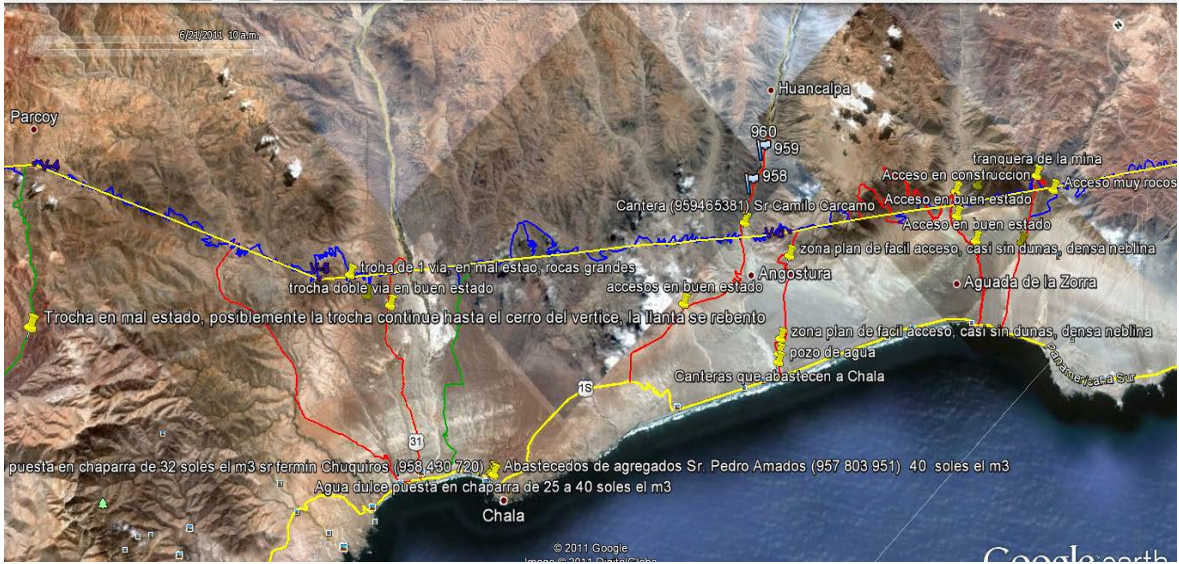 6/21/2011 10 a.m.
N
Huancalpa
Parcoy
960
959
tranquera de la mina
958
Acceso en construccion
Acceso muy rocos
V-4
Cantera (959465381) Sr Camilo Carcamo
Acceso en buen estado
Acceso en buen estado
zona plan de facil acceso, casi sin dunas, densa neblina
troha de 1 via, en mal estao, rocas grandes
Angostura
trocha doble via en buen estado
accesos en buen estado
Aguada de la Zorra
Trocha en mal estado, posiblemente la trocha continue hasta el cerro del vertice, la llanta se rebento
zona plan de facil acceso, casi sin dunas, densa neblina
pozo de agua
Panamericana Sur
Canteras que abastecen a Chala
1S
31
puesta en chaparra de 32 soles el m3 sr fermin Chuquiros (958 430 720)
Abastecedos de agregados Sr. Pedro Amados (957 803 951) 40 soles el m3
Agua dulce puesta en chaparra de 25 a 40 soles el m3
Chala
© 2011 Google
Image © 2011 DigitalGlobe
Google earth